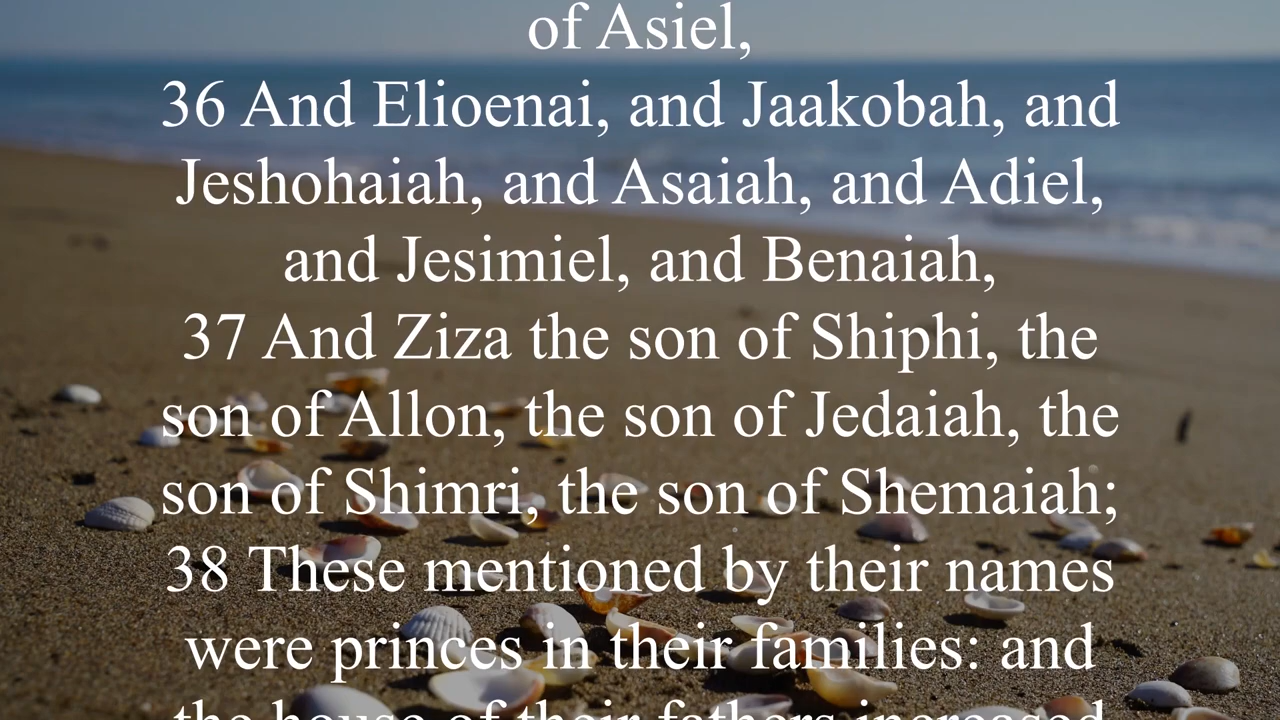 of Asiel,
36 And Elioenai, and Jaakobah, and
Jeshohaiah, and Asaiah, and Adiel,
and Jesimiel, and Benaiah,
37 And Ziza the son of Shiphi, the
son of Allon, the son of Jedaiah, the
son of Shimri, the son of Shemaiah;
38 These mentioned by their names
were princes in their families: and
the house of their fathers increased